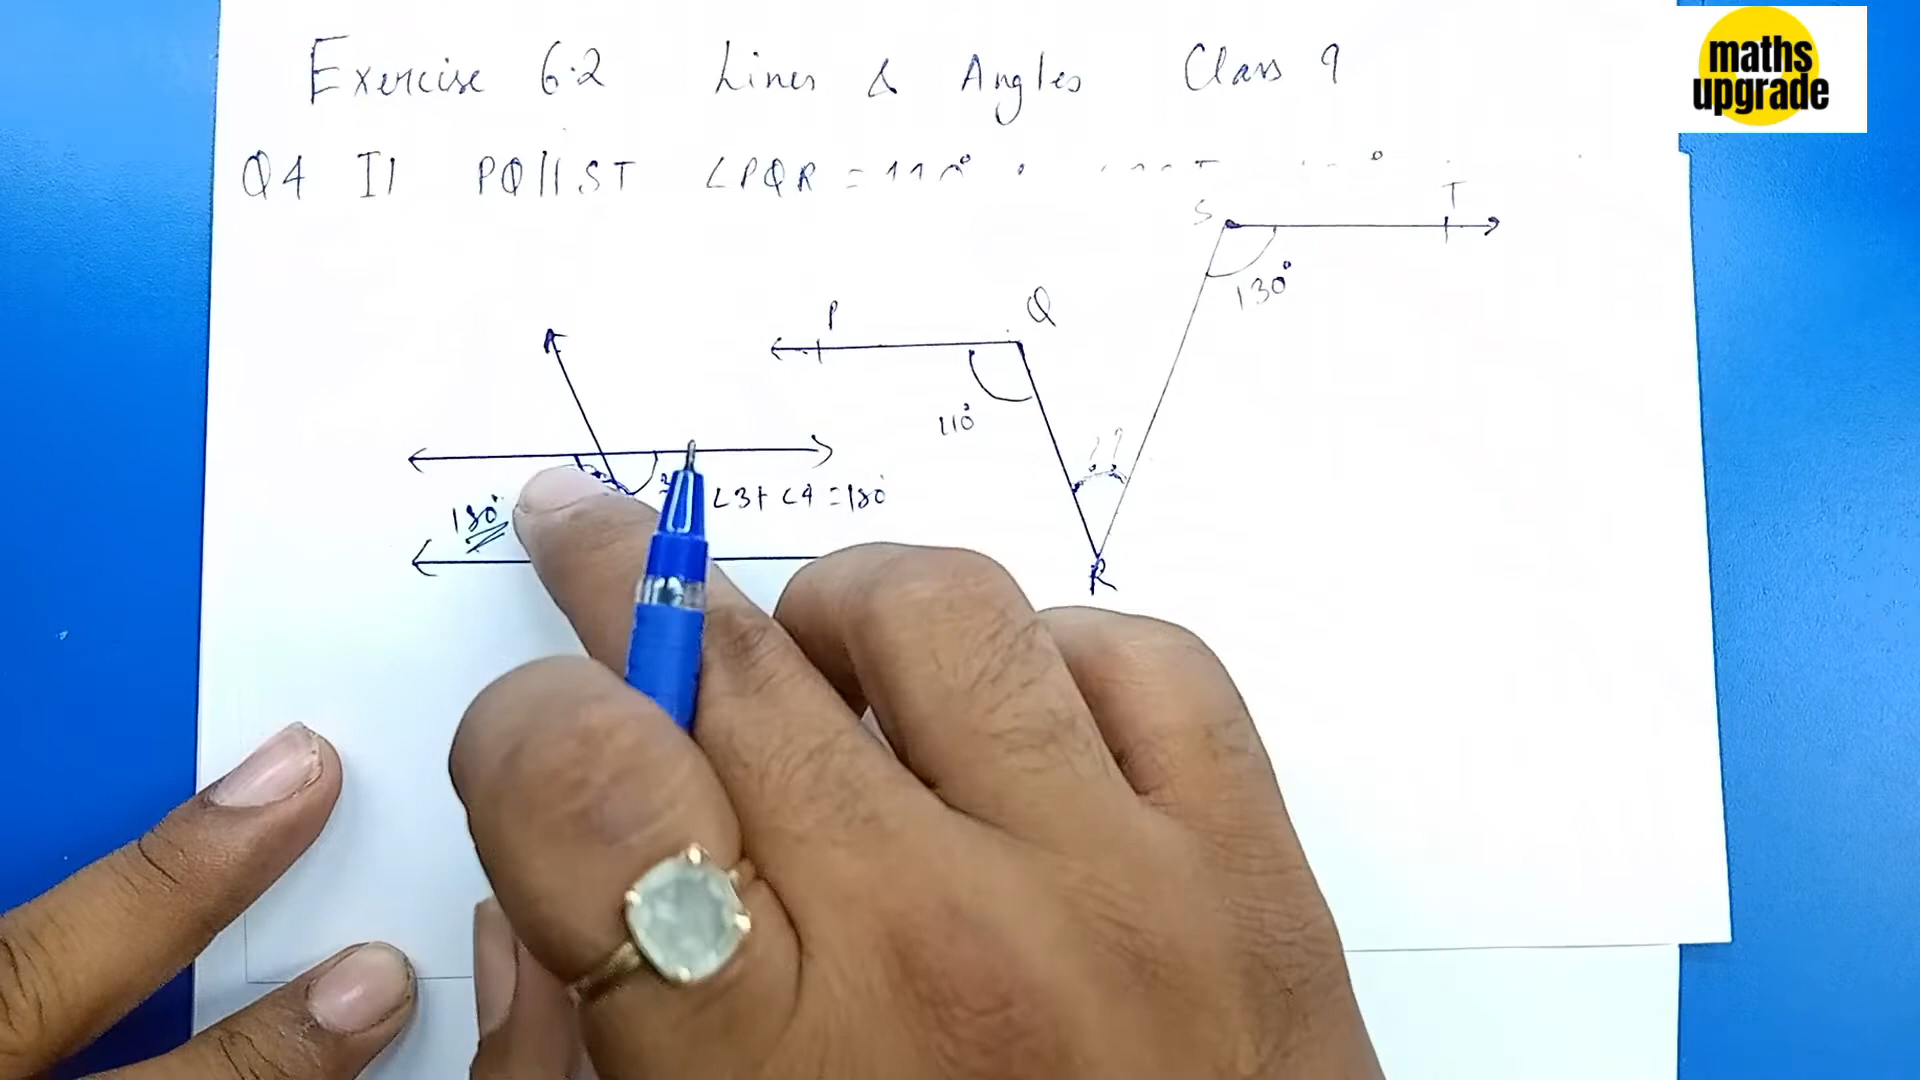 maths
upgrade
Exercise 6.2 Lines & Angles Class 9
Q4 If PQ||ST ∠PQR = 110°
S T
130°
P Q
110°
??
∠3+ ∠4 = 180°
180°
R